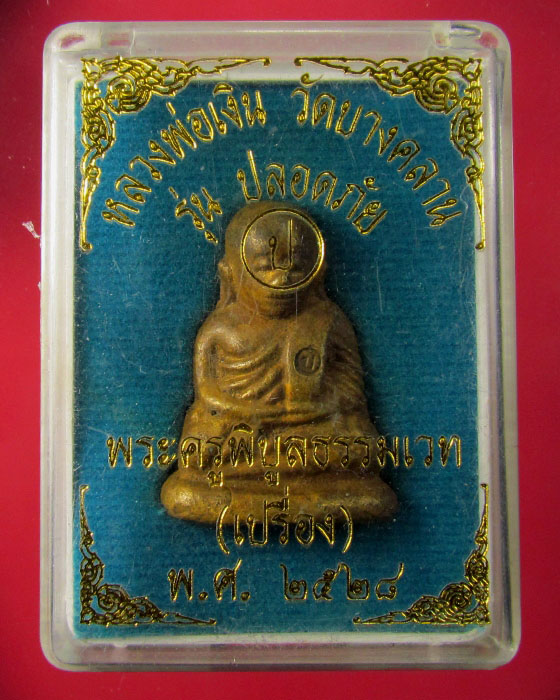 หลวงพ่อเงิน วัดบางคลาน
รุ่น ปลอดภัย
ป
พระครูพิบูลธรรมเวท
(เปรื่อง)
พ.ศ. ๒๕๒๘